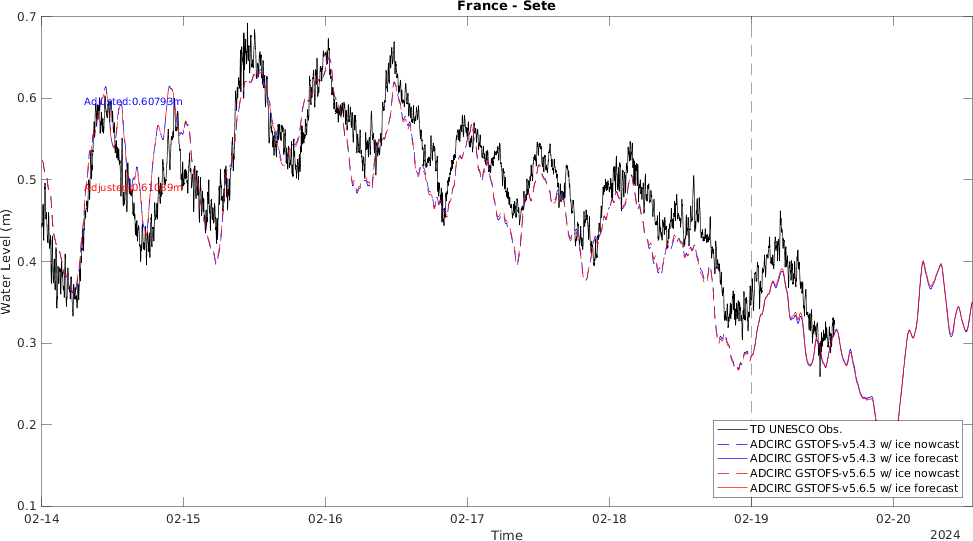 France - Sete
0.7
0.6
0.5
0.4
0.3
0.2
0.1
Water Level (m)
Adjusted:0.60793m
Adjusted:0.61089m
TD UNESCO Obs.
ADCIRC GSTOFS-v5.4.3 w/ ice nowcast
ADCIRC GSTOFS-v5.4.3 w/ ice forecast
ADCIRC GSTOFS-v5.6.5 w/ ice nowcast
ADCIRC GSTOFS-v5.6.5 w/ ice forecast
02-14 02-15 02-16 02-17 02-18 02-19 02-20
Time
2024